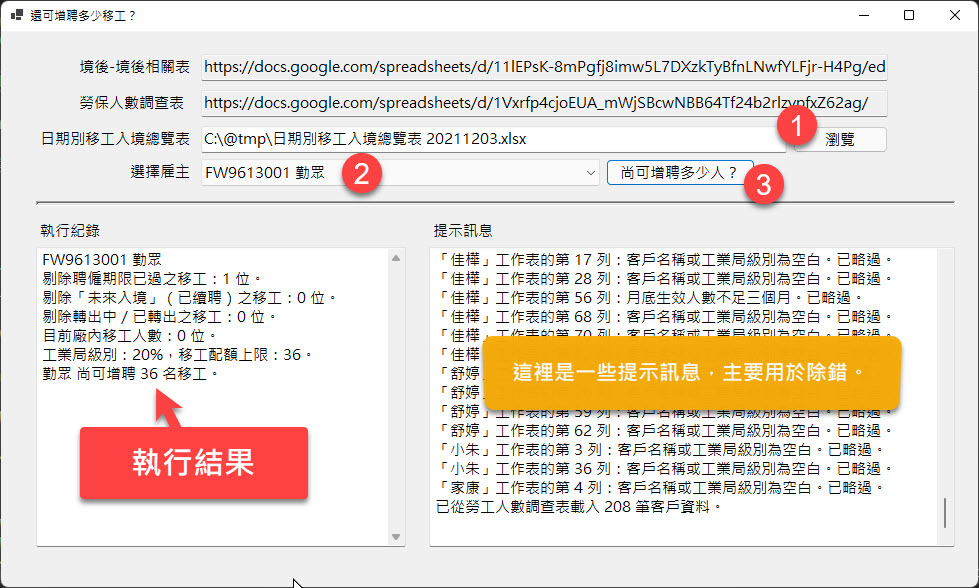 還可增聘多少移工？
境後-境後相關表 https://docs.google.com/spreadsheets/d/11lEPsK-8mPgfj8imw5L7DXzkTyBfnLNwfYLFjr-H4Pg/ed
勞保人數調查表 https://docs.google.com/spreadsheets/d/1Vxrfp4cjoEUA_mWjSBcwNBB64Tf24b2rlzvpfxZ62ag/
日期別移工入境總覽表 C:\@tmp\日期別移工入境總覽表 20211203.xlsx 1 瀏覽
選擇雇主 FW9613001 勤眾 2 尚可增聘多少人？ 3
執行紀錄
FW9613001 勤眾
剔除聘僱期限已過之移工：1 位。
剔除「未來入境」（已續聘）之移工：0 位。
剔除轉出中 / 已轉出之移工：0 位。
目前廠內移工人數：0 位。
工業局級別：20%，移工配額上限：36。
勤眾 尚可增聘 36 名移工。
執行結果
提示訊息
「佳樺」工作表的第 17 列：客戶名稱或工業局級別為空白。已略過。
「佳樺」工作表的第 28 列：客戶名稱或工業局級別為空白。已略過。
「佳樺」工作表的第 56 列：月底生效人數不足三個月。已略過。
「佳樺」工作表的第 68 列：客戶名稱或工業局級別為空白。已略過。
「佳樺」工作表的第 70 列：客戶名稱或工業局級別為空白。已略過。
「佳樺
「舒婷
「舒婷
這裡是一些提示訊息，主要用於除錯。
「舒婷」工作表的第 59 列：客戶名稱或工業局級別為空白。已略過。
「舒婷」工作表的第 62 列：客戶名稱或工業局級別為空白。已略過。
「小朱」工作表的第 3 列：客戶名稱或工業局級別為空白。已略過。
「小朱」工作表的第 36 列：客戶名稱或工業局級別為空白。已略過。
「家康」工作表的第 4 列：客戶名稱或工業局級別為空白。已略過。
已從勞工人數調查表載入 208 筆客戶資料。